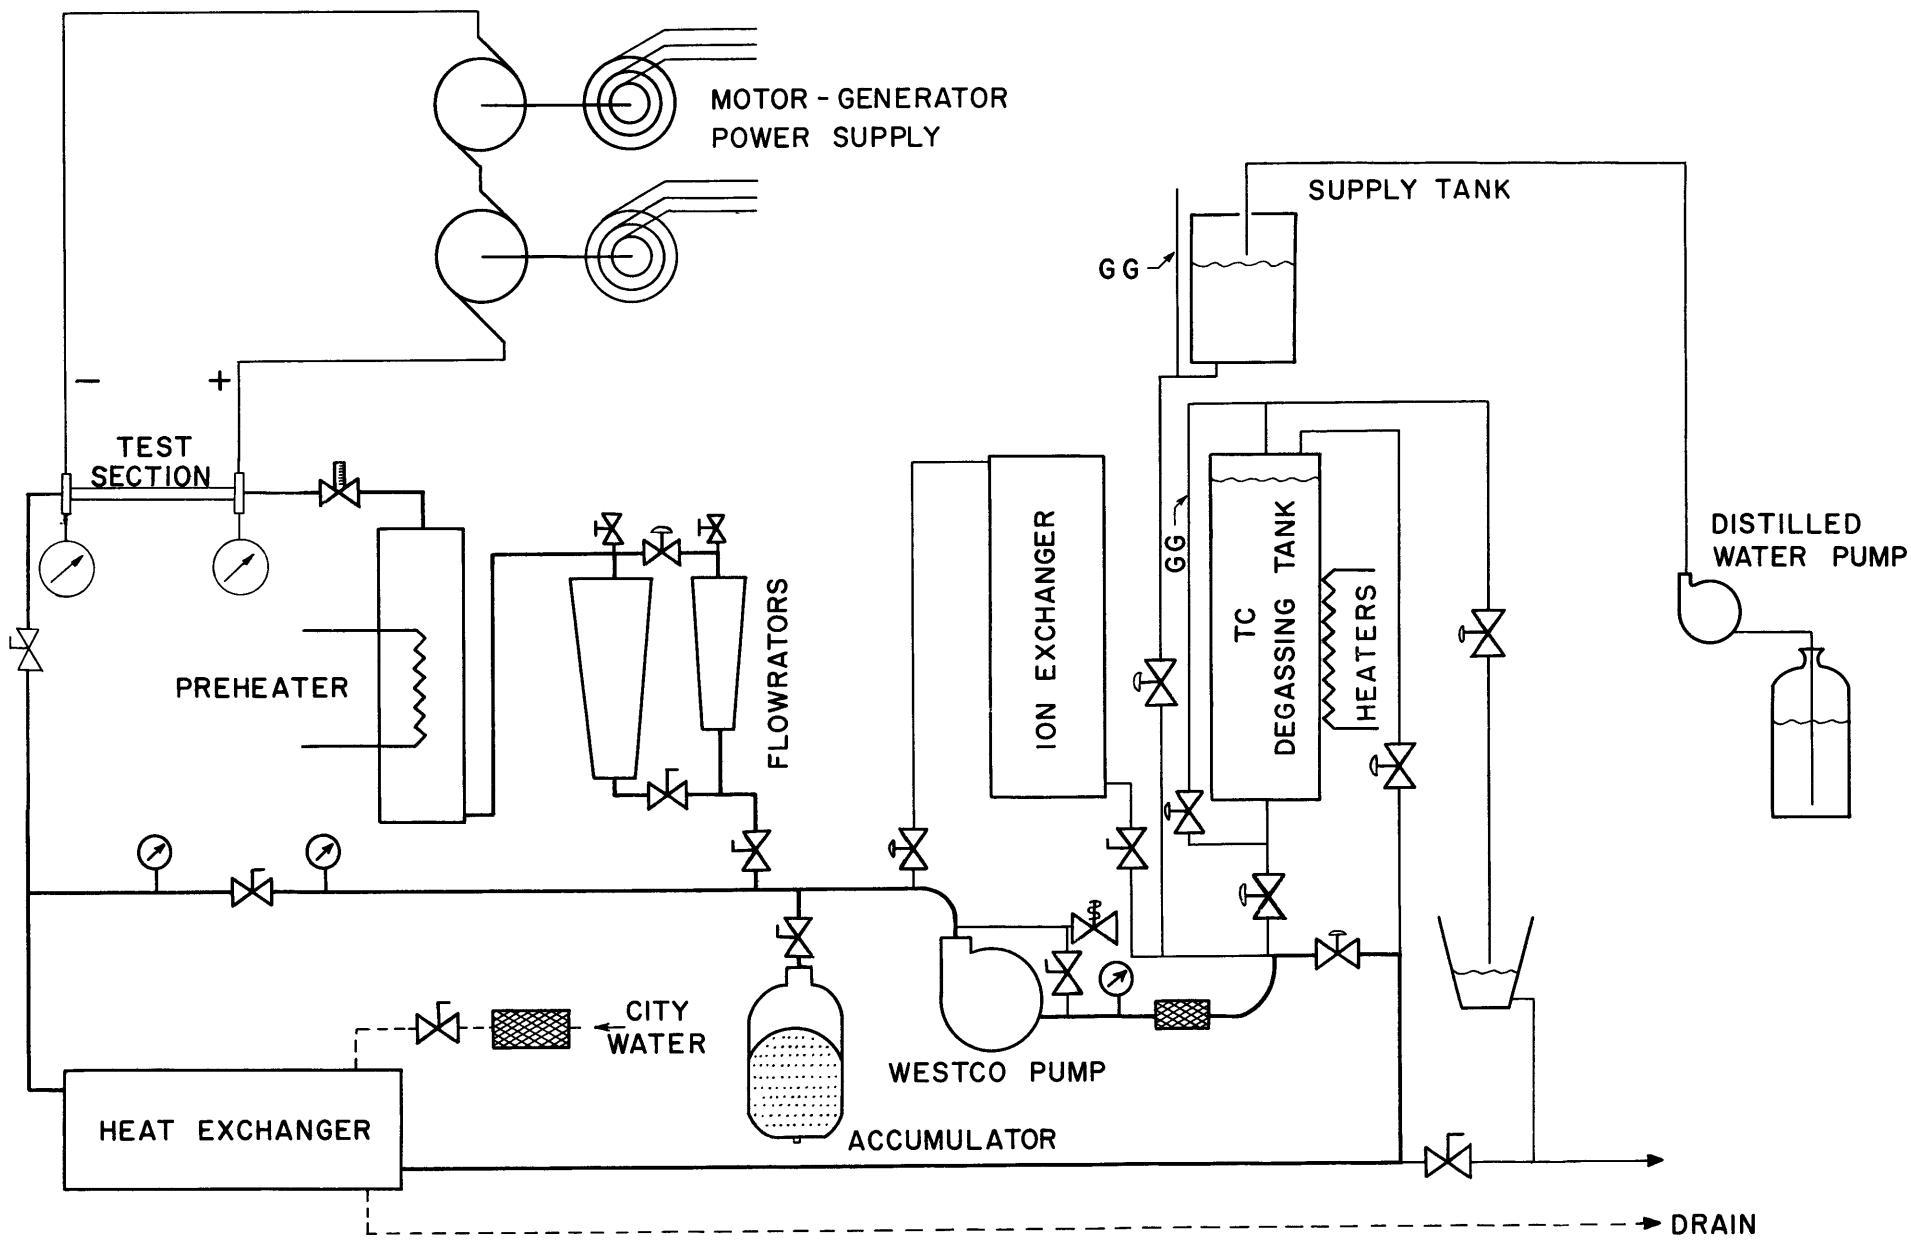 MOTOR - GENERATOR
POWER SUPPLY
SUPPLY TANK
GG
− +
TEST
SECTION
DISTILLED
WATER PUMP
GG
ION EXCHANGER
TC
DEGASSING TANK
HEATERS
FLOWRATORS
PREHEATER
CITY
WATER
WESTCO PUMP
HEAT EXCHANGER
ACCUMULATOR
DRAIN